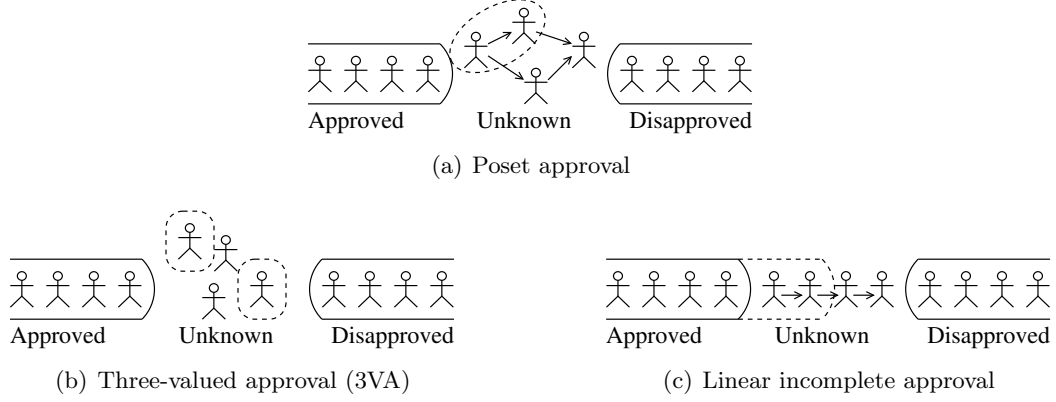 Approved Unknown Disapproved
(a) Poset approval
Approved Unknown Disapproved
Approved Unknown Disapproved
(b) Three-valued approval (3VA)
(c) Linear incomplete approval